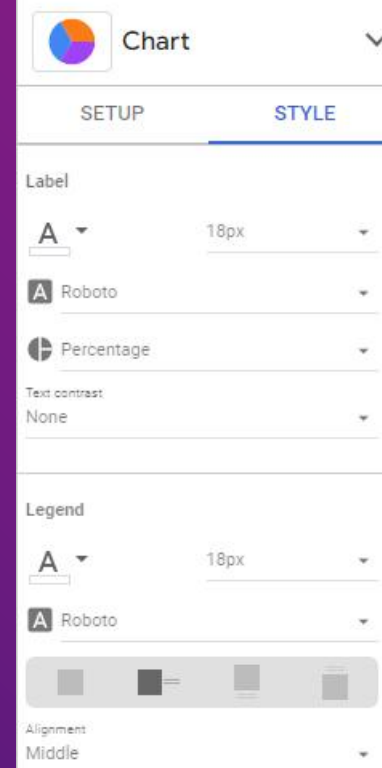 Chart
SETUP STYLE
Label
A 18px
A Roboto
Percentage
Text contrast
None
Legend
A 18px
A Roboto
Alignment
Middle